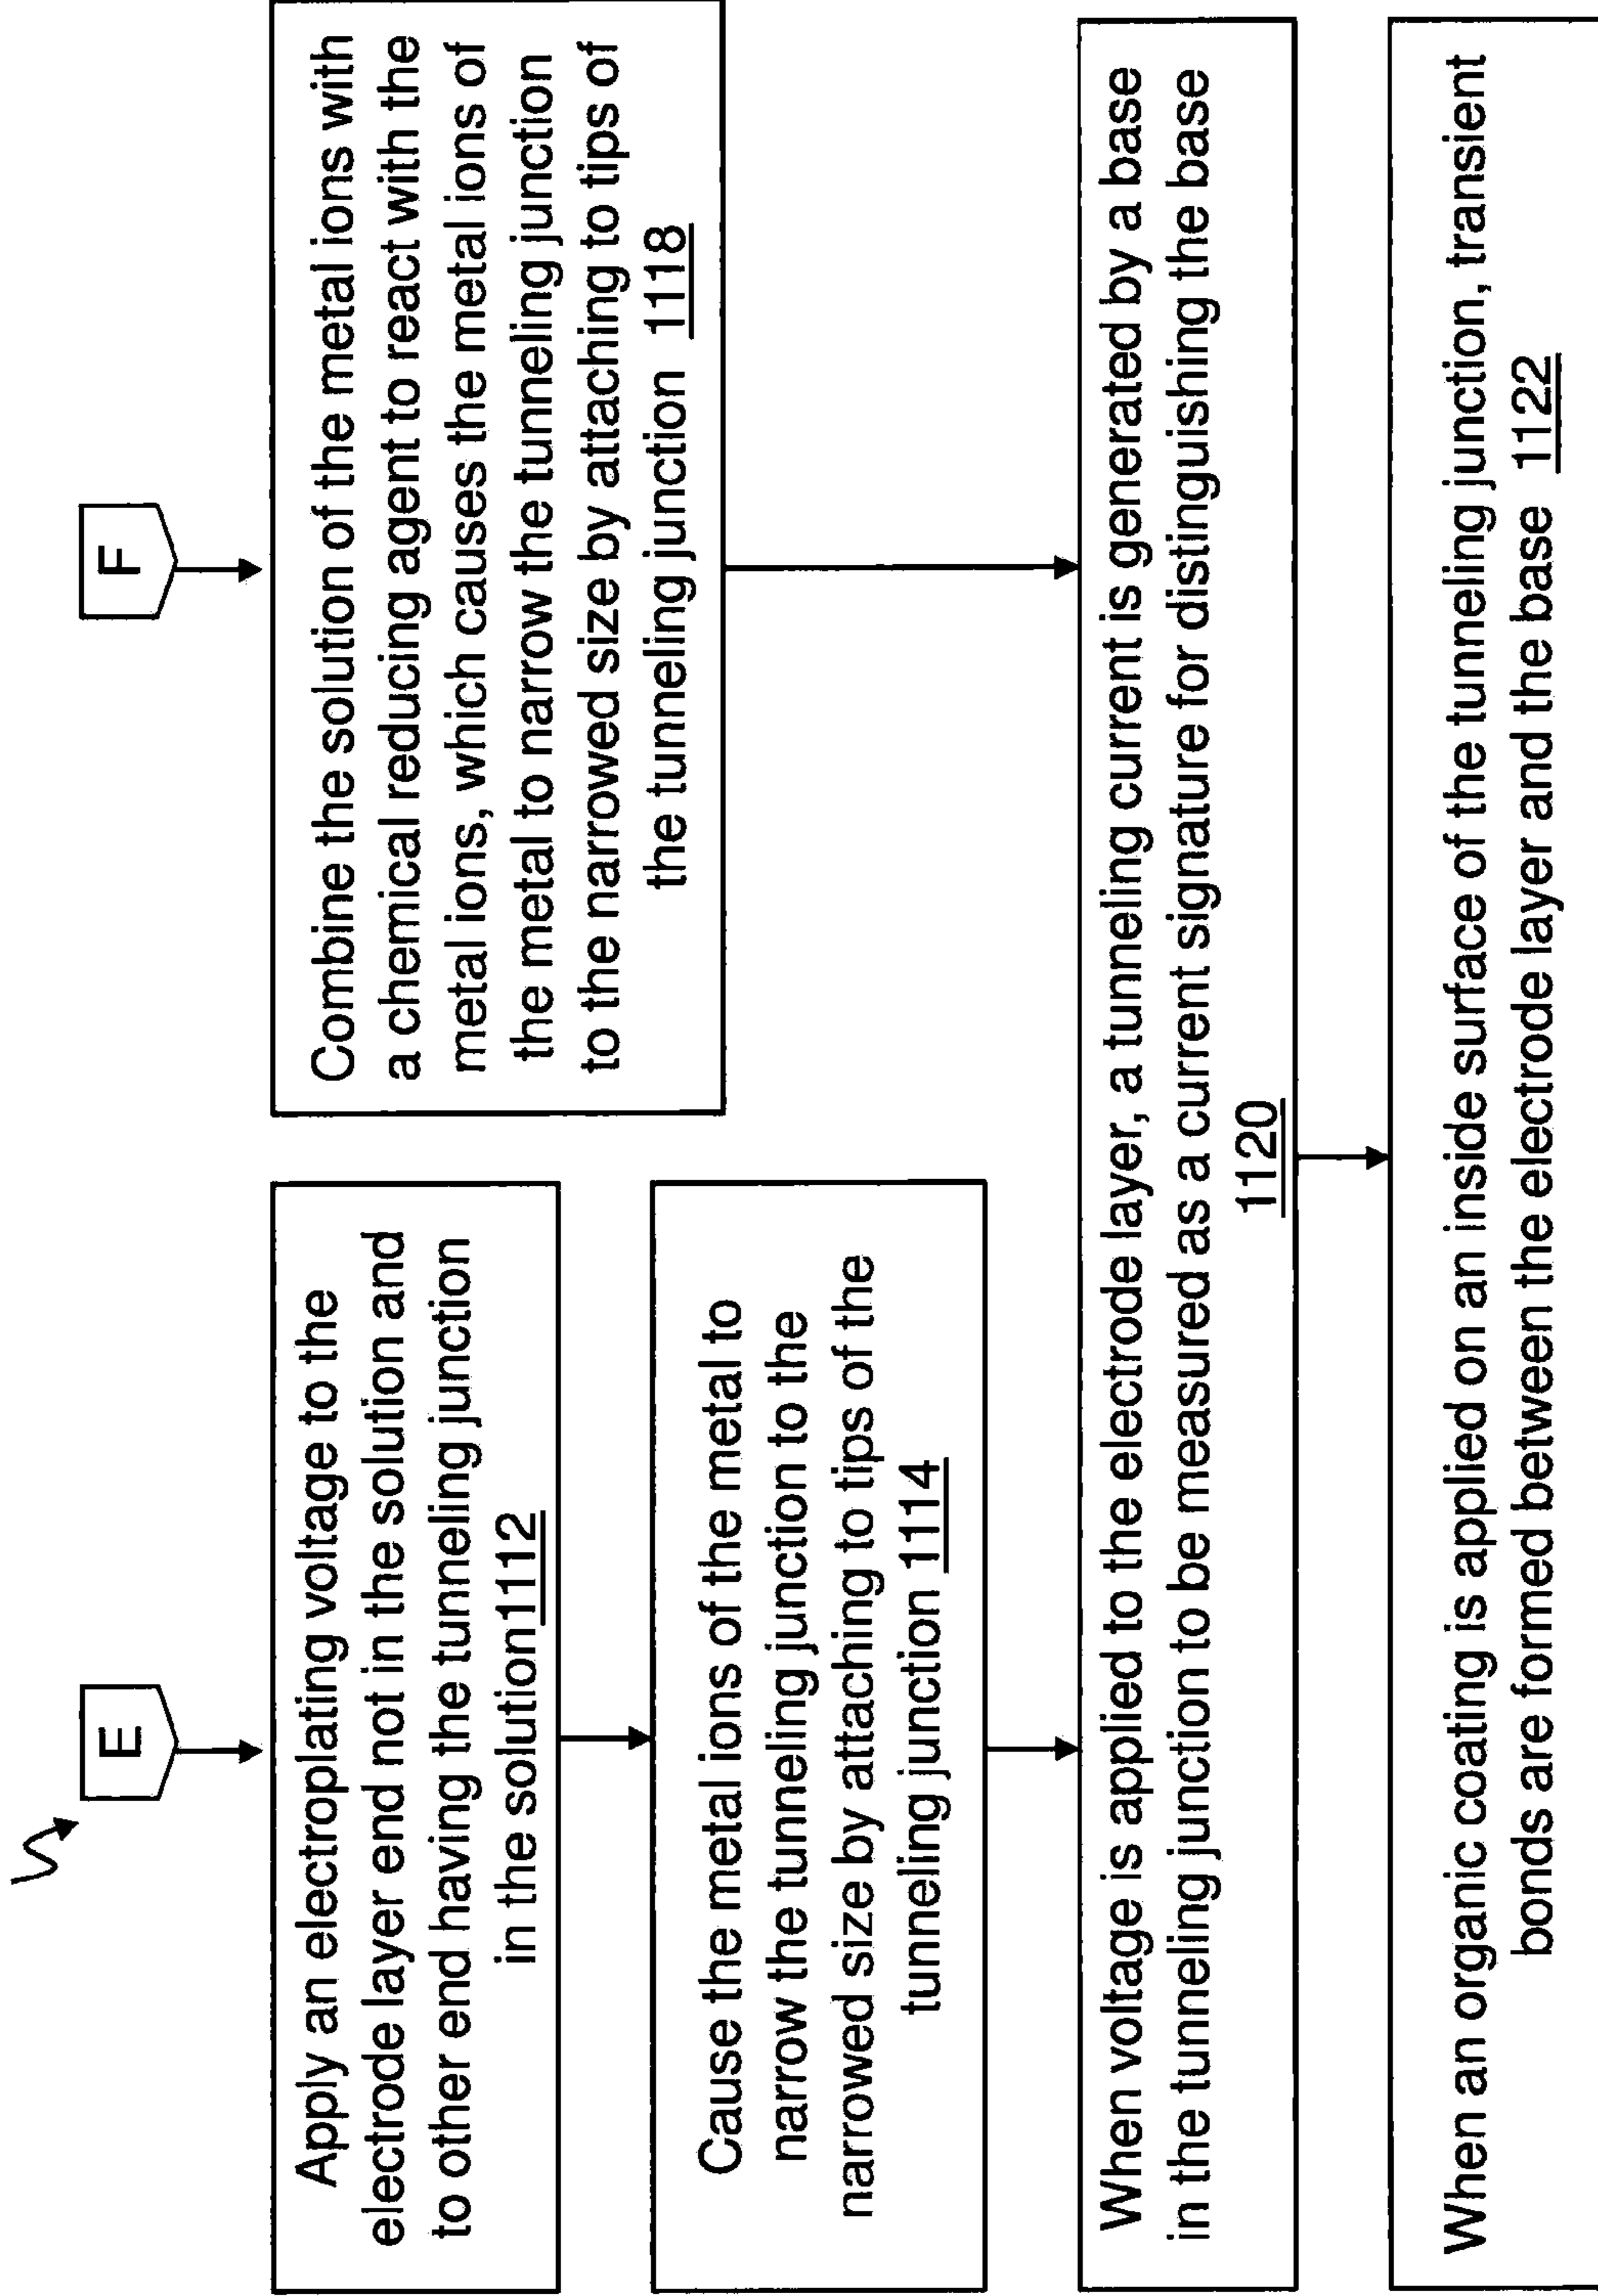 E
Apply an electroplating voltage to the
electrode layer end not in the solution and
to other end having the tunneling junction
in the solution1112
Cause the metal ions of the metal to
narrow the tunneling junction to the
narrowed size by attaching to tips of the
tunneling junction 1114
F
Combine the solution of the metal ions with
a chemical reducing agent to react with the
metal ions, which causes the metal ions of
the metal to narrow the tunneling junction
to the narrowed size by attaching to tips of
the tunneling junction 1118
When voltage is applied to the electrode layer, a tunneling current is generated by a base
in the tunneling junction to be measured as a current signature for distinguishing the base
1120
When an organic coating is applied on an inside surface of the tunneling junction, transient
bonds are formed between the electrode layer and the base 1122